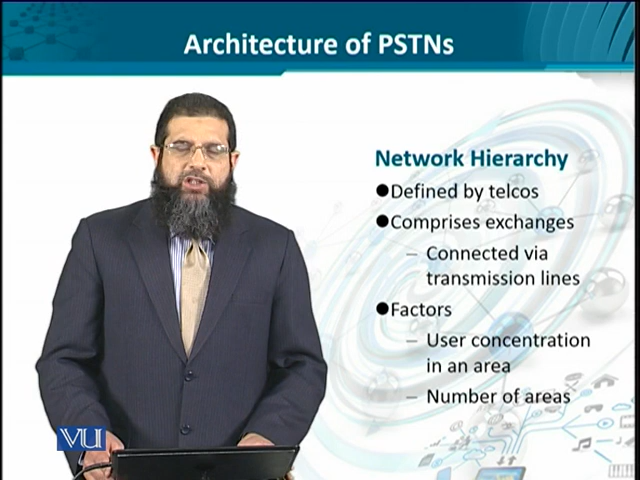 Architecture of PSTNs
Network Hierarchy
●Defined by telcos
●Comprises exchanges
– Connected via
transmission lines
●Factors
– User concentration
in an area
– Number of areas
VU